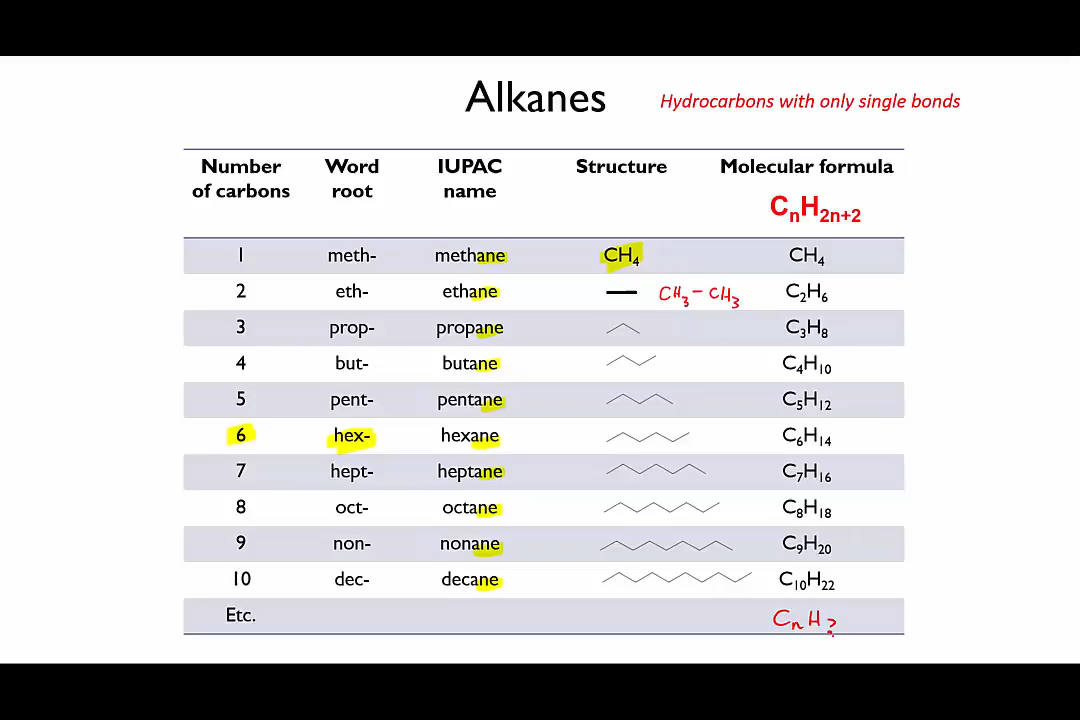 Alkanes
Hydrocarbons with only single bonds
Number of carbons Word root IUPAC name Structure Molecular formula
CₙH₂ₙ₊₂
1 meth- methane CH₄ CH₄
2 eth- ethane CH₃-CH₃ C₂H₆
3 prop- propane C₃H₈
4 but- butane C₄H₁₀
5 pent- pentane C₅H₁₂
6 hex- hexane C₆H₁₄
7 hept- heptane C₇H₁₆
8 oct- octane C₈H₁₈
9 non- nonane C₉H₂₀
10 dec- decane C₁₀H₂₂
Etc. CₙH?